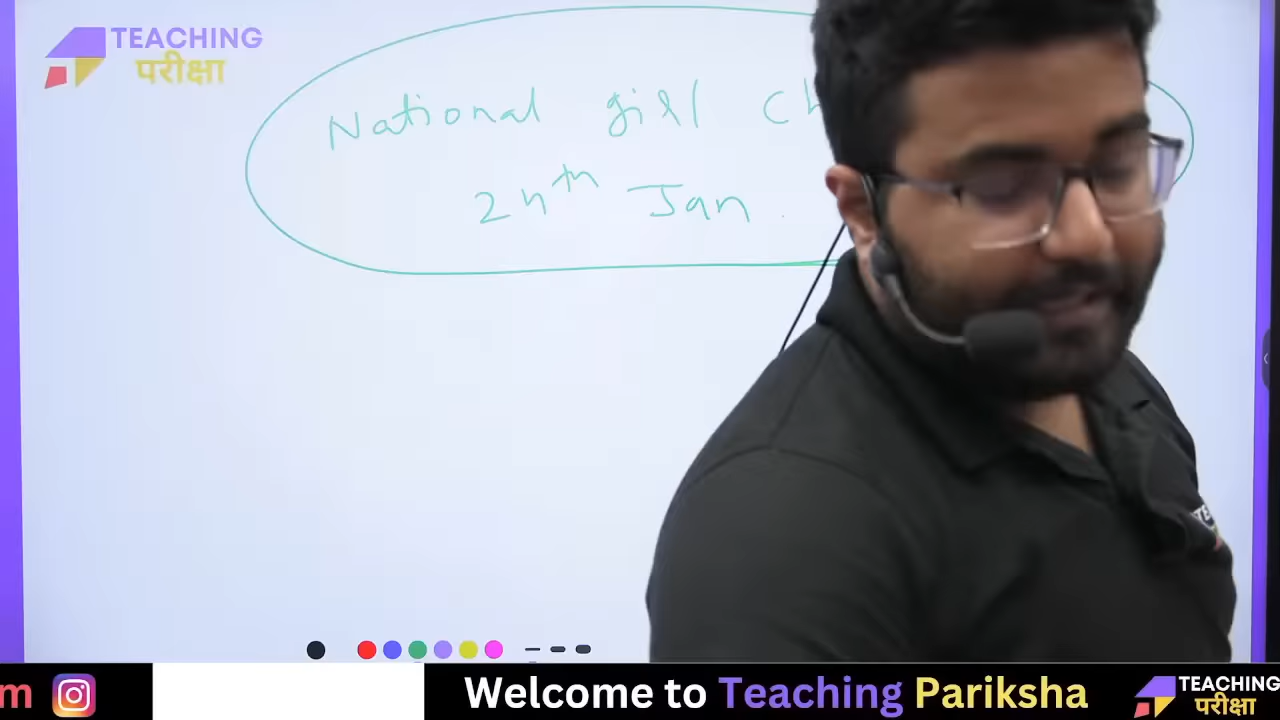 TEACHING
परीक्षा
National girl Ch
24th Jan
m
Welcome to Teaching Pariksha
TEACHING
परीक्षा